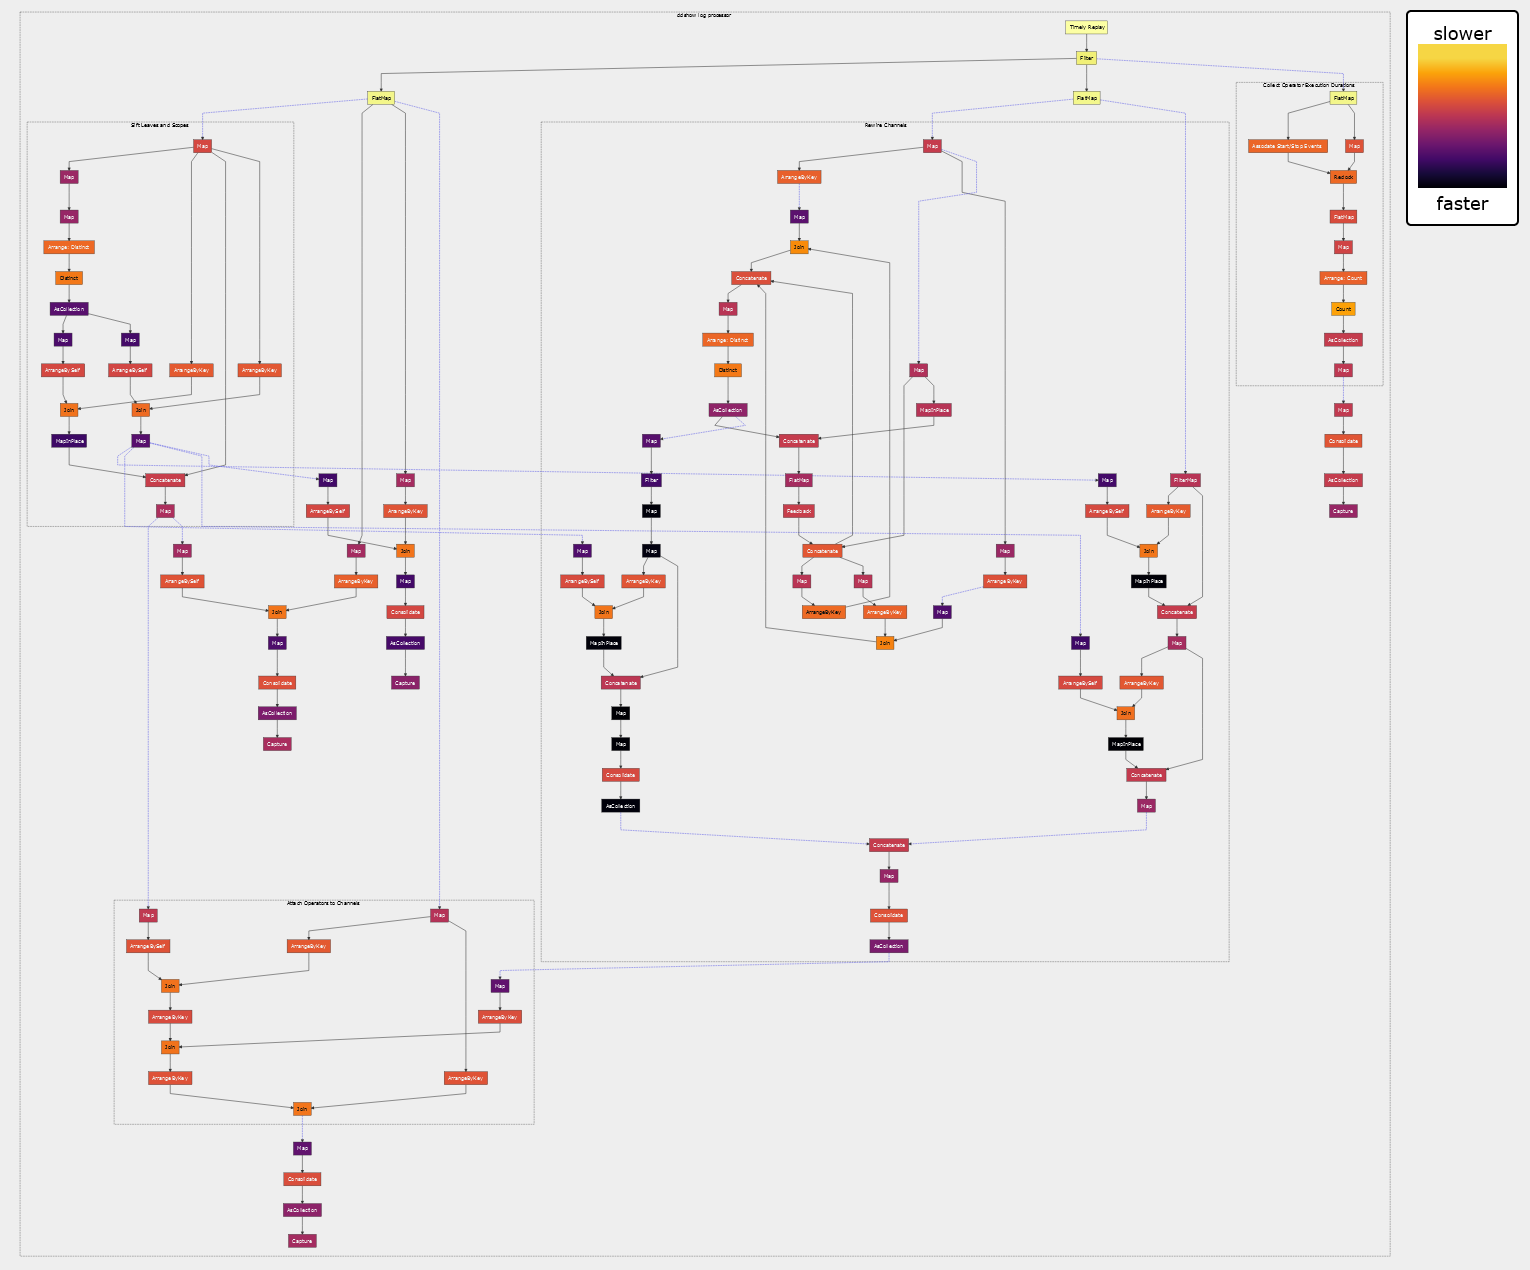 ddshow log processor
slower
faster
Timely Replay
Filter
FlatMap
FlatMap
Collect Operator Execution Durations
FlatMap
Associate Start/Stop Events
Map
Reclock
FlatMap
Map
Arrange: Count
Count
AsCollection
Map
Map
Consolidate
AsCollection
Capture
Sift Leaves and Scopes
Map
Map
Map
Arrange: Distinct
Distinct
AsCollection
Map
Map
ArrangeBySelf
ArrangeBySelf
ArrangeByKey
ArrangeByKey
Join
Join
MapInPlace
Map
Concatenate
Map
Map
Map
ArrangeBySelf
ArrangeByKey
Map
Map
Join
ArrangeBySelf
ArrangeByKey
Map
Join
Consolidate
Map
AsCollection
Consolidate
Capture
AsCollection
Capture
Rewire Channels
Map
ArrangeByKey
Map
Join
Concatenate
Map
Arrange: Distinct
Distinct
Map
AsCollection
MapInPlace
Map
Concatenate
Filter
FlatMap
Map
FilterMap
Map
Feedback
ArrangeBySelf
ArrangeByKey
Map
Map
Concatenate
Map
Join
ArrangeBySelf
ArrangeByKey
Map
Map
ArrangeByKey
MapInPlace
Join
ArrangeByKey
ArrangeByKey
Map
Concatenate
MapInPlace
Join
Map
Map
Concatenate
ArrangeBySelf
ArrangeByKey
Map
Join
Map
MapInPlace
Consolidate
Concatenate
AsCollection
Map
Concatenate
Map
Consolidate
AsCollection
Attach Operators to Channels
Map
Map
ArrangeBySelf
ArrangeByKey
Join
Map
ArrangeByKey
ArrangeByKey
Join
ArrangeByKey
ArrangeByKey
Join
Map
Consolidate
AsCollection
Capture